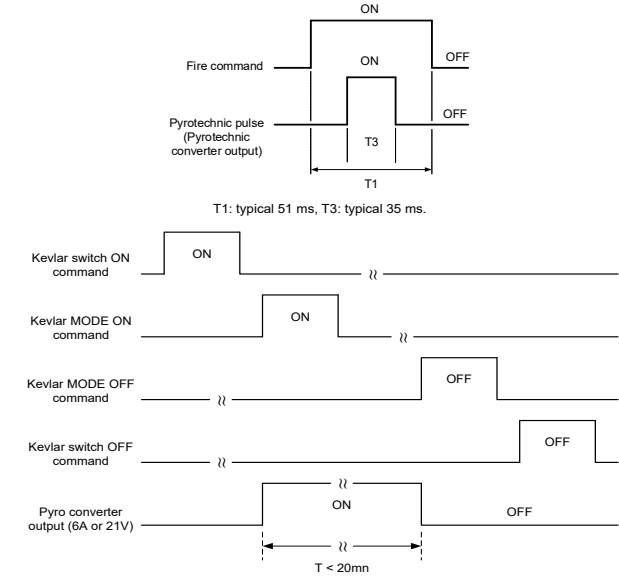 ON
Fire command
ON
OFF
Pyrotechnic pulse
(Pyrotechnic
converter output)
OFF
T3
T1
T1: typical 51 ms, T3: typical 35 ms.
Kevlar switch ON
command
ON
Kevlar MODE ON
command
ON
Kevlar MODE OFF
command
OFF
Kevlar switch OFF
command
OFF
Pyro converter
output (6A or 21V)
ON
OFF
T < 20mn